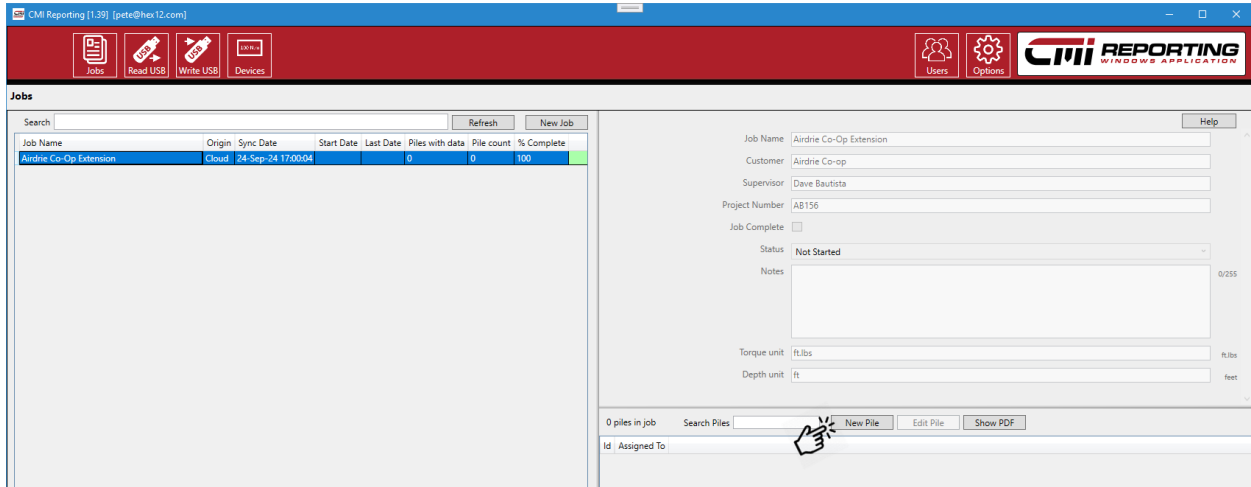 CMI Reporting [1.39] [pete@hex12.com]
Jobs Read USB Write USB Devices Users Options
USB USB
CMI REPORTING
WINDOWS APPLICATION
Jobs
Search Refresh New Job
Job Name Origin Sync Date Start Date Last Date Piles with data Pile count % Complete
Airdrie Co-Op Extension Cloud 24-Sep-24 17:00:04 0 0 100
Help
Job Name Airdrie Co-Op Extension
Customer Airdrie Co-op
Supervisor Dave Bautista
Project Number AB156
Job Complete
Status Not Started
Notes 0/255
Torque unit ft.lbs ft.lbs
Depth unit ft feet
0 piles in job Search Piles New Pile Edit Pile Show PDF
Id Assigned To